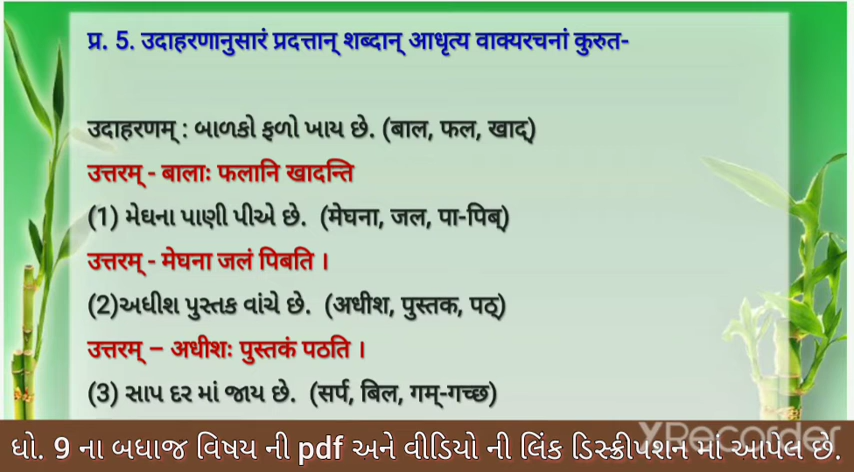 प्र. 5. उदाहरणानुसारं प्रदत्तान् शब्दान् आधृत्य वाक्यरचनां कुरुत-
उदाहरणम् : બાળકો ફળો ખાય છે. (बाल, फल, खाद्)
उत्तरम् - बालाः फलानि खादन्ति
(1) મેઘના પાણી પીએ છે. (मेघना, जल, पा-पिब्)
उत्तरम् - मेघना जलं पिबति ।
(2)અધીશ પુસ્તક વાંચે છે. (अधीश, पुस्तक, पठ्)
उत्तरम् – अधीशः पुस्तकं पठति ।
(3) સાપ દર માં જાય છે. (सर्प, बिल, गम्-गच्छ)
XRecorder
ધો. 9 ના બધાજ વિષય ની pdf અને વીડિયો ની લિંક ડિસ્ક્રીપશન માં આપેલ છે.